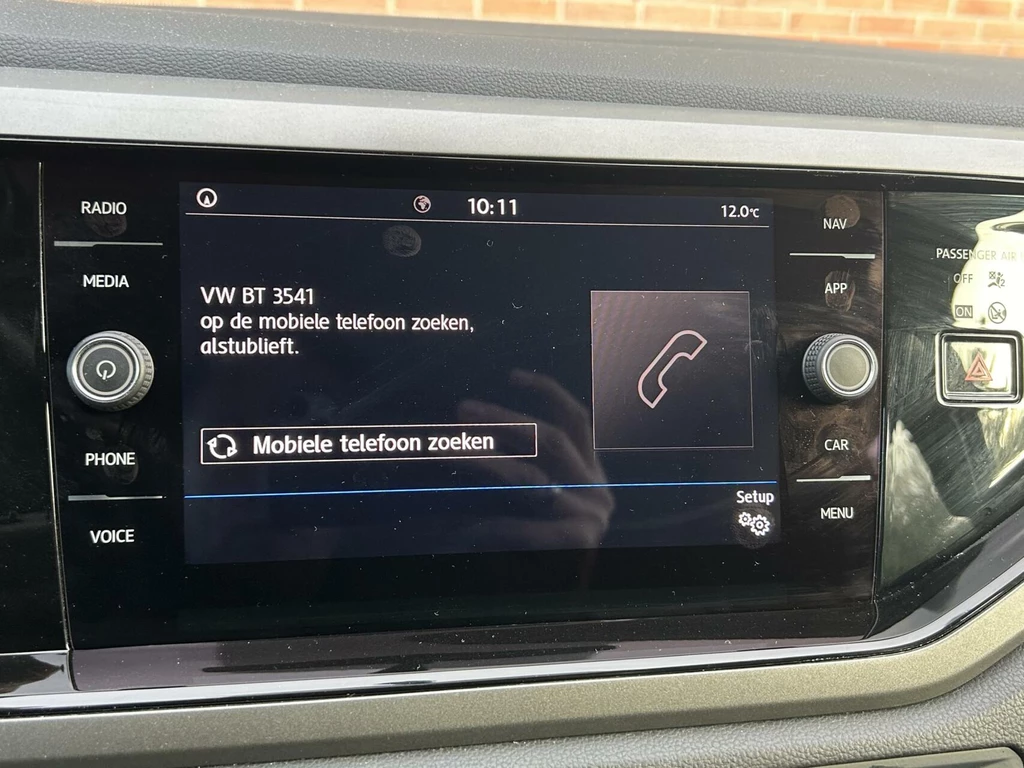 10:11
12.0°C
RADIO
MEDIA
PHONE
VOICE
VW BT 3541
op de mobiele telefoon zoeken,
alstublieft.
Mobiele telefoon zoeken
Setup
NAV
APP
CAR
MENU
PASSENGER AIR
OFF
ON